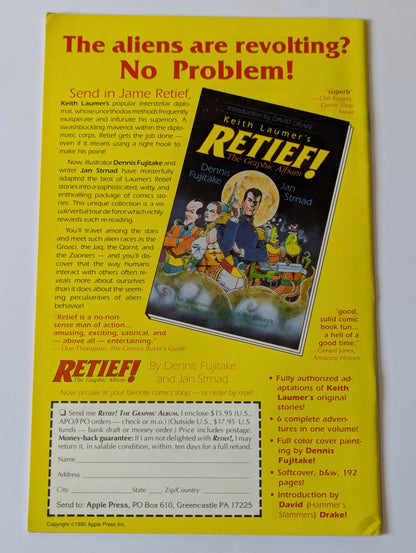 The aliens are revolting?
No Problem!
Send in Jame Retief,
Keith Laumer's popular interstellar diplo-
mat, whose unorthodox methods frequently
exasperate and infuriate his superiors. A
swashbuckling maverick within the diplo-
matic corps, Retief gets the job done —
even if it means using a right hook to
make his point!
Now, illustrator Dennis Fujitake and
writer Jan Strnad have masterfully
adapted the best of Laumer's Retief
stories into a sophisticated, witty, and
enthralling package of comics sto-
ries. This unique collection is a vis-
ual/verbal tour de force which richly
rewards each re-reading.
You'll travel among the stars
and meet such alien races as the
Groaci, the Jaq, the Qornt, and
the Zooners — and you'll dis-
cover that the way humans
interact with others often re-
veals more about ourselves
than it does about the seem-
ing peculiarities of alien
behavior!
"Retief is a no-non-
sense man of action...
amusing, exciting, satirical, and
— above all — entertaining."
— Don Thompson, The Comics Buyer's Guide
"superb"
— Cliff Biggers,
Comic Shop
News
Introduction by DAVID DRAKE
Keith Laumer's
RETIEF!
The Graphic Album
Dennis
Fujitake
Jan
Strnad
"good,
solid comic
book fun...
a hell of a
good time."
— Gerard Jones,
Amazing Heroes
RETIEF!
The Graphic Album
By Dennis Fujitake
and Jan Strnad
Now on sale at your favorite comics shop — or order by mail!
❑ Send me RETIEF! THE GRAPHIC ALBUM. I enclose $15.95 (U.S.,
APO/FPO orders — check or m.o.) (Outside U.S., $17.95 U.S.
funds — bank draft or money order.) Price includes postage.
Money-back guarantee: If I am not delighted with RETIEF!, I may
return it, in salable condition, within ten days for a full refund.
Name
Address
City State Zip/Country:
Send to: Apple Press, PO BOX 610, Greencastle PA 17225
• Fully authorized ad-
aptations of Keith
Laumer's original
stories!
• 6 complete adven-
tures in one volume!
• Full color cover paint-
ing by Dennis
Fujitake!
• Softcover, b&w, 192
pages!
• Introduction by
David (Hammer's
Slammers) Drake!
Copyright ©1990 Apple Press Inc.